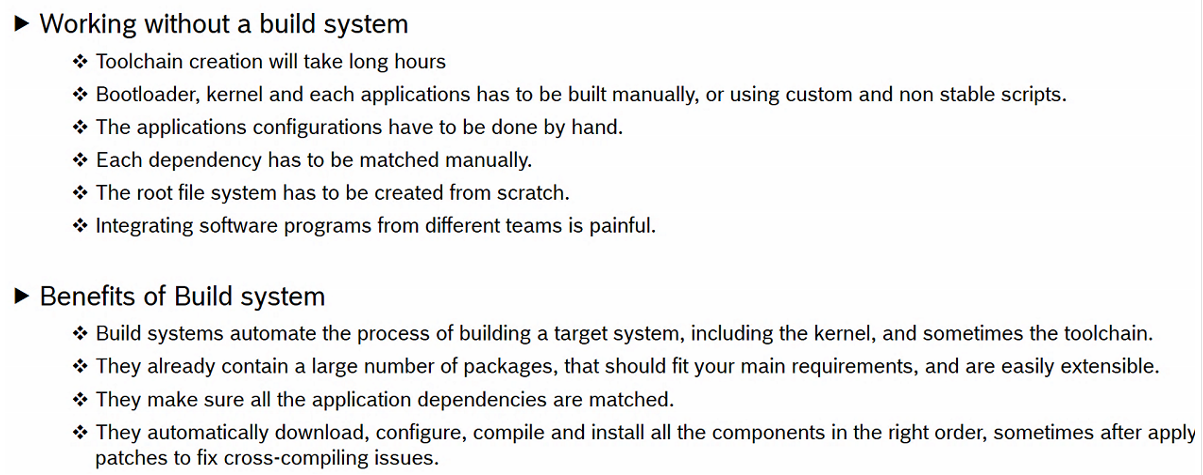 ▶ Working without a build system
❖ Toolchain creation will take long hours
❖ Bootloader, kernel and each applications has to be built manually, or using custom and non stable scripts.
❖ The applications configurations have to be done by hand.
❖ Each dependency has to be matched manually.
❖ The root file system has to be created from scratch.
❖ Integrating software programs from different teams is painful.
▶ Benefits of Build system
❖ Build systems automate the process of building a target system, including the kernel, and sometimes the toolchain.
❖ They already contain a large number of packages, that should fit your main requirements, and are easily extensible.
❖ They make sure all the application dependencies are matched.
❖ They automatically download, configure, compile and install all the components in the right order, sometimes after apply
patches to fix cross-compiling issues.